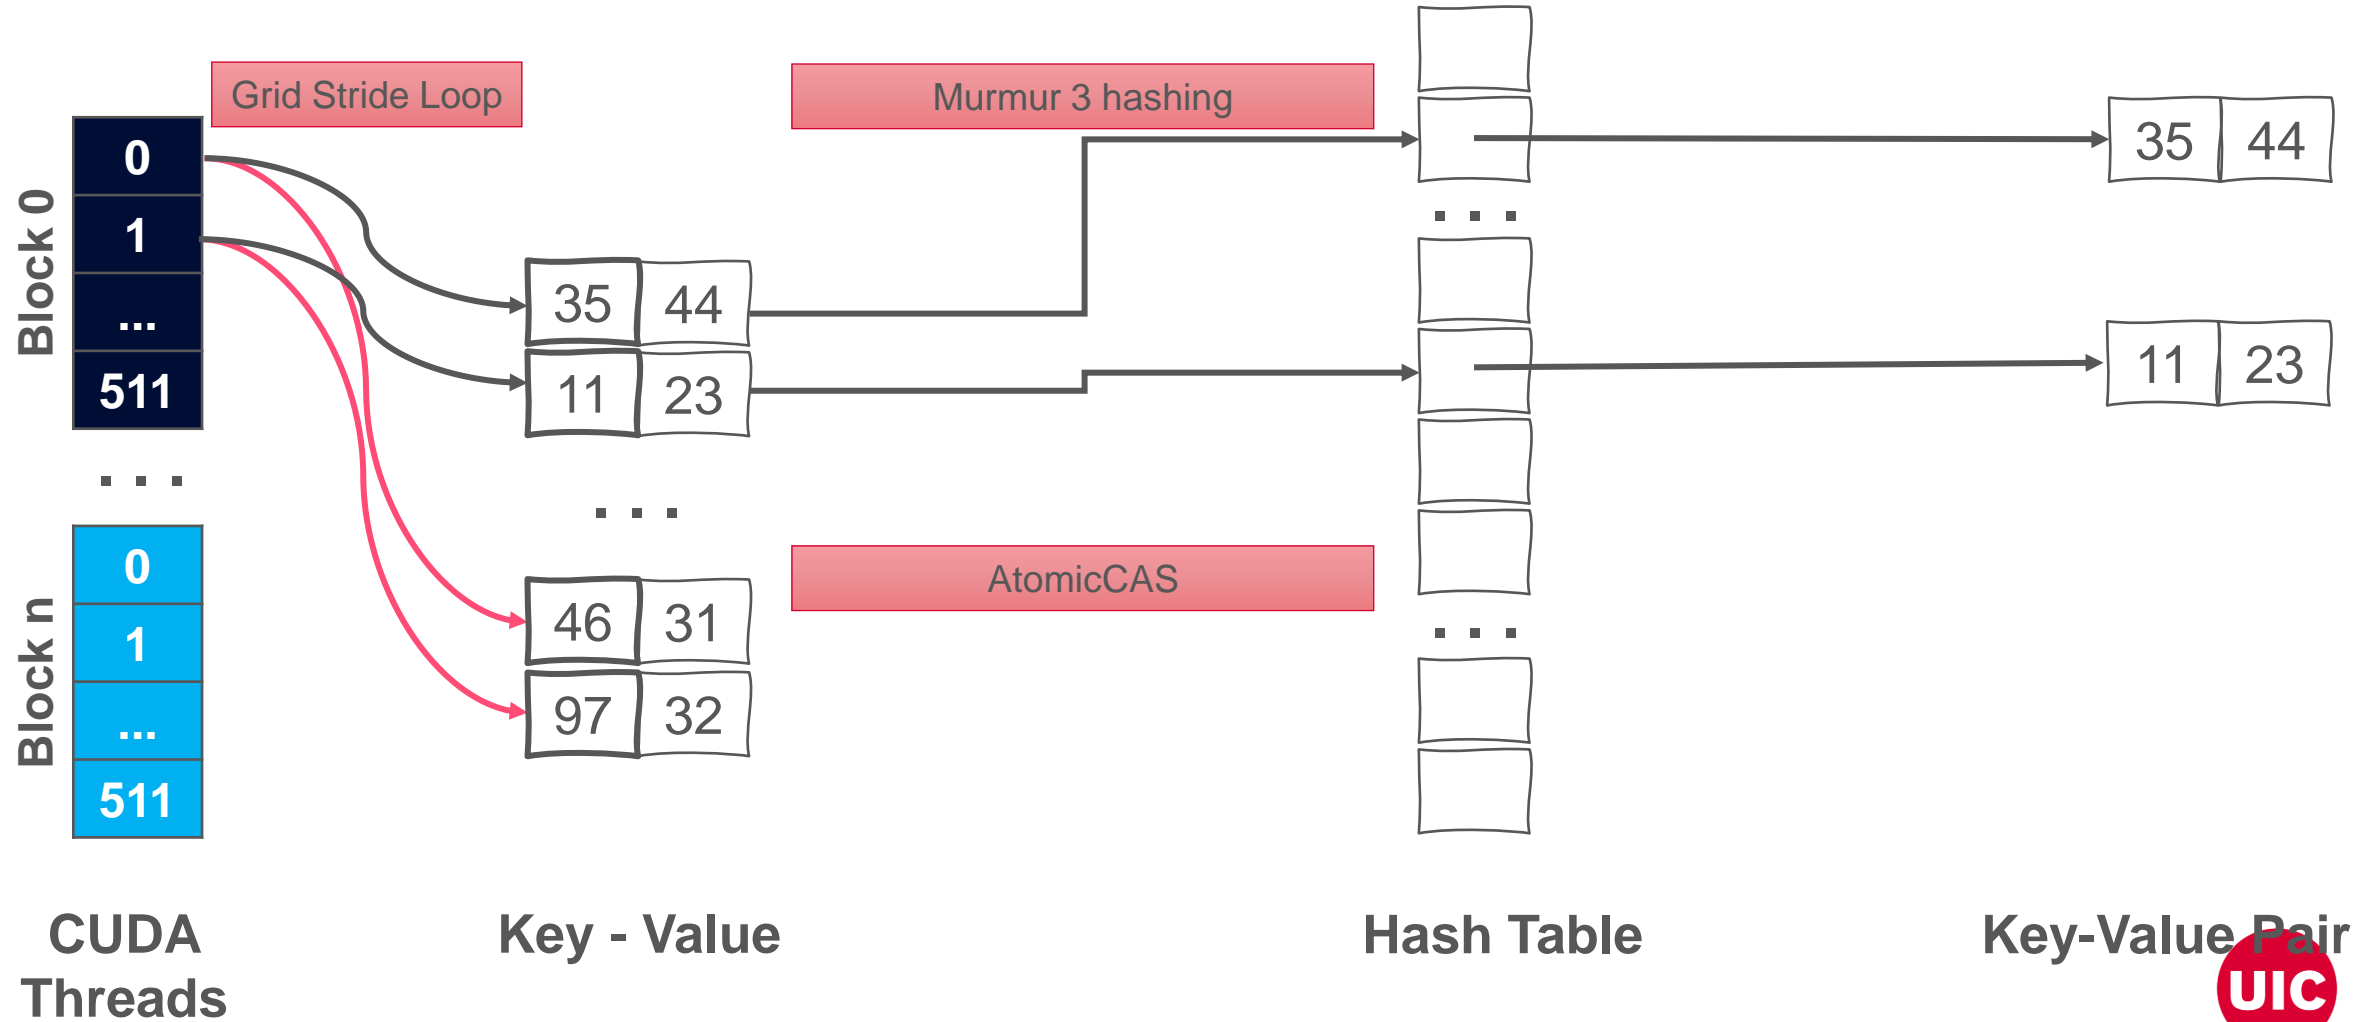 Grid Stride Loop
Murmur 3 hashing
Block 0
0
1
...
511
35 44
11 23
. . .
35 44
11 23
. . .
. . .
Block n
0
1
...
511
46 31
97 32
AtomicCAS
. . .
CUDA
Threads
Key - Value
Hash Table
Key-Value Pair
UIC